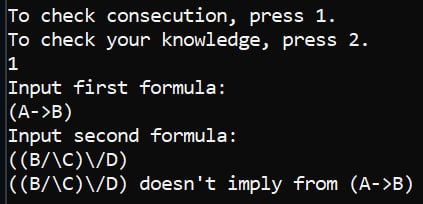 To check consecution, press 1.
To check your knowledge, press 2.
1
Input first formula:
(A->B)
Input second formula:
((B/\C)\/D)
((B/\C)\/D) doesn't imply from (A->B)